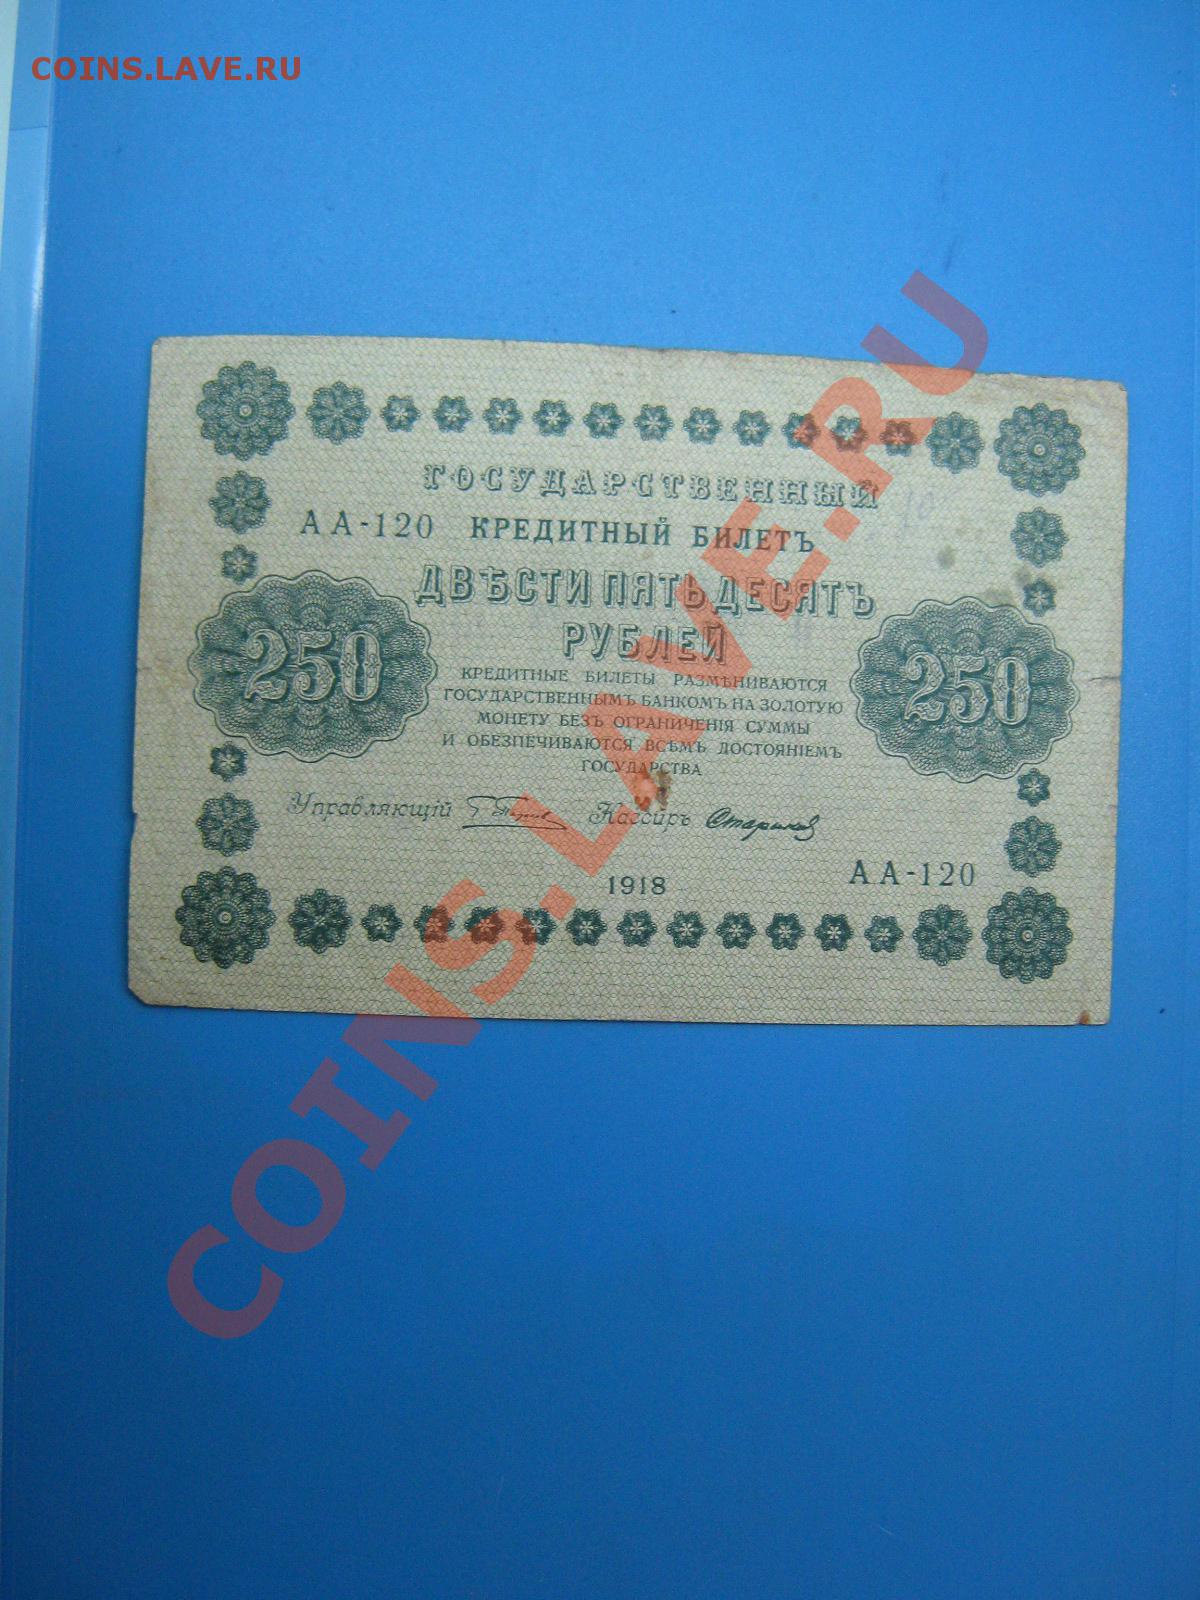 COINS.LAVE.RU
ГОСУДАРСТВЕННЫЙ
АА-120 КРЕДИТНЫЙ БИЛЕТЪ
ДВѢСТИ ПЯТЬДЕСЯТЪ
РУБЛЕЙ
250
250
КРЕДИТНЫЕ БИЛЕТЫ РАЗМѢНИВАЮТСЯ
ГОСУДАРСТВЕННЫМЪ БАНКОМЪ НА ЗОЛОТУЮ
МОНЕТУ БЕЗЪ ОГРАНИЧЕНІЯ СУММЫ
И ОБЕЗПЕЧИВАЮТСЯ ВСѢМЪ ДОСТОЯНІЕМЪ
ГОСУДАРСТВА
Управляющій Кассиръ Стариков
АА-120
1918
COINS.LAVE.RU